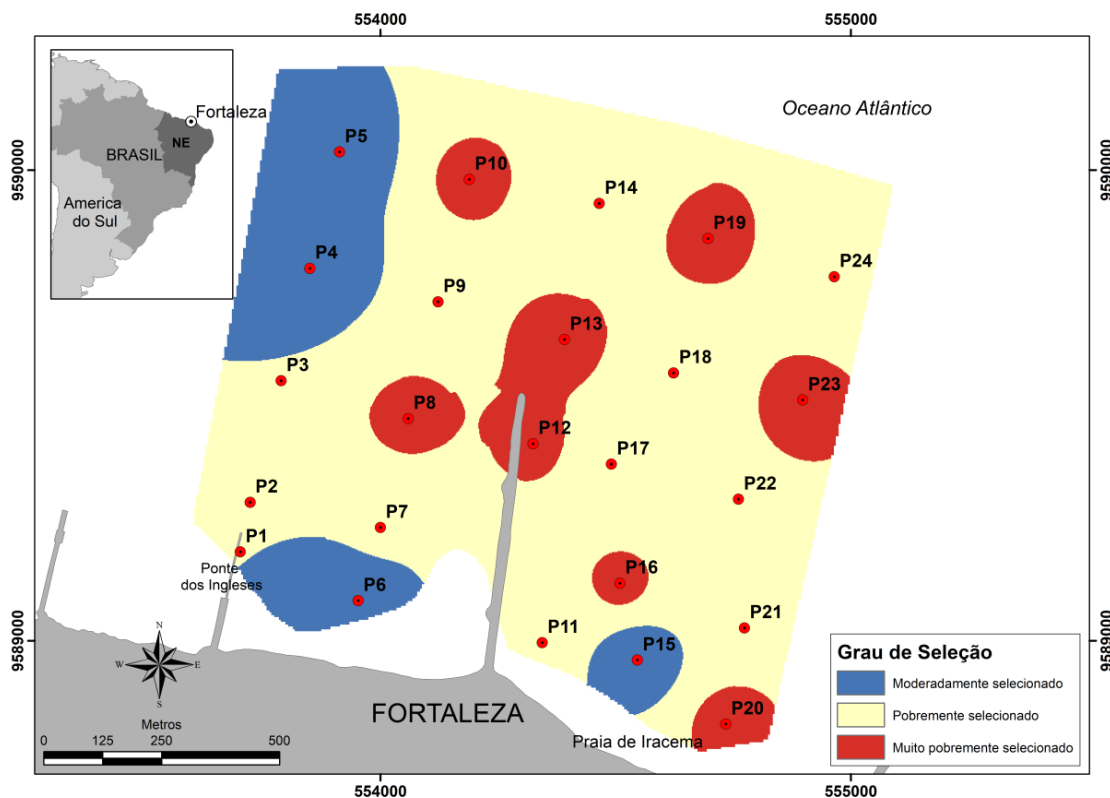 554000
555000
Oceano Atlântico
Fortaleza
NE
BRASIL
America
do Sul
9590000
9590000
P5
P10
P14
P19
P4
P24
P9
P13
P3
P18
P23
P8
P12
P17
P2
P22
P7
P1
Ponte
dos Ingleses
P6
P16
P21
P11
P15
9589000
9589000
N
W
E
S
Grau de Seleção
Moderadamente selecionado
Pobremente selecionado
Muito pobremente selecionado
FORTALEZA
P20
Praia de Iracema
Metros
0 125 250 500
554000
555000